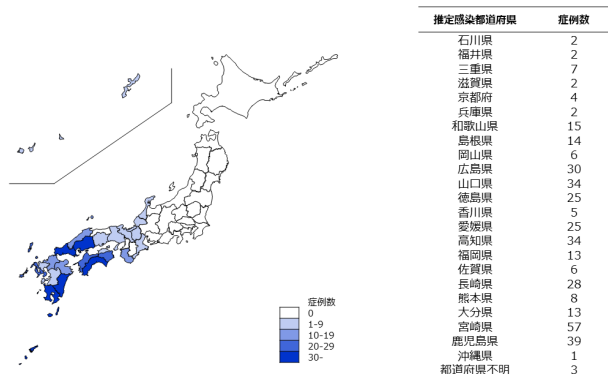 推定感染都道府県 症例数
石川県 2
福井県 2
三重県 7
滋賀県 2
京都府 4
兵庫県 2
和歌山県 15
島根県 14
岡山県 6
広島県 30
山口県 34
徳島県 25
香川県 5
愛媛県 25
高知県 34
福岡県 13
佐賀県 6
長崎県 28
熊本県 8
大分県 13
宮崎県 57
鹿児島県 39
沖縄県 1
都道府県不明 3
症例数
0
1-9
10-19
20-29
30-